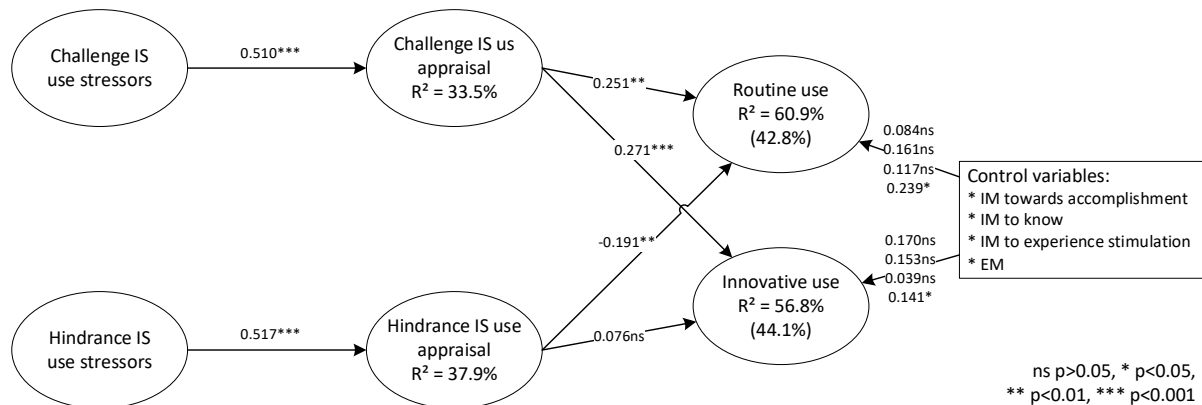 Challenge IS
use stressors
0.510***
Challenge IS us
appraisal
R² = 33.5%
0.251**
0.271***
Routine use
R² = 60.9%
(42.8%)
0.084ns
0.161ns
0.117ns
0.239*
Control variables:
* IM towards accomplishment
* IM to know
* IM to experience stimulation
* EM
Hindrance IS
use stressors
0.517***
Hindrance IS use
appraisal
R² = 37.9%
-0.191**
0.076ns
Innovative use
R² = 56.8%
(44.1%)
0.170ns
0.153ns
0.039ns
0.141*
ns p>0.05, * p<0.05,
** p<0.01, *** p<0.001